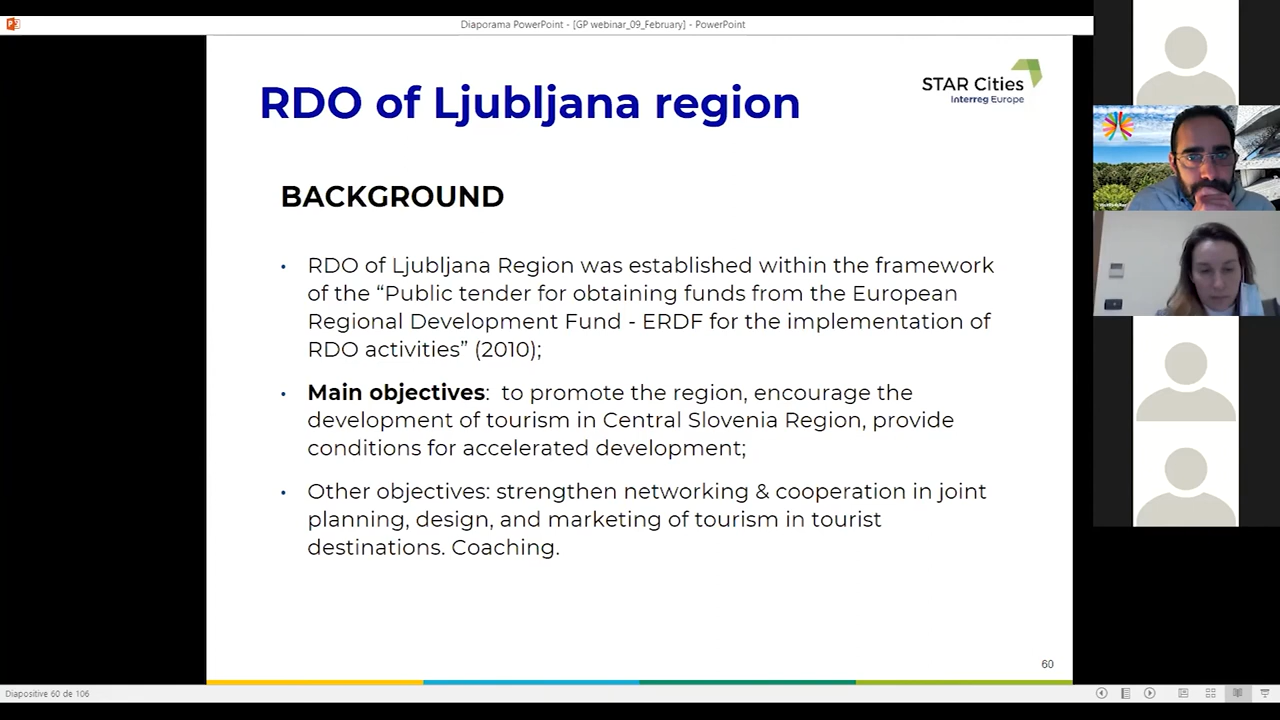 Diaporama PowerPoint - [GP webinar_09_February] - PowerPoint
RDO of Ljubljana region
STAR Cities
Interreg Europe
BACKGROUND
• RDO of Ljubljana Region was established within the framework
of the “Public tender for obtaining funds from the European
Regional Development Fund - ERDF for the implementation of
RDO activities” (2010);
• Main objectives:  to promote the region, encourage the
development of tourism in Central Slovenia Region, provide
conditions for accelerated development;
• Other objectives: strengthen networking & cooperation in joint
planning, design, and marketing of tourism in tourist
destinations. Coaching.
60
Diapositive 60 de 106